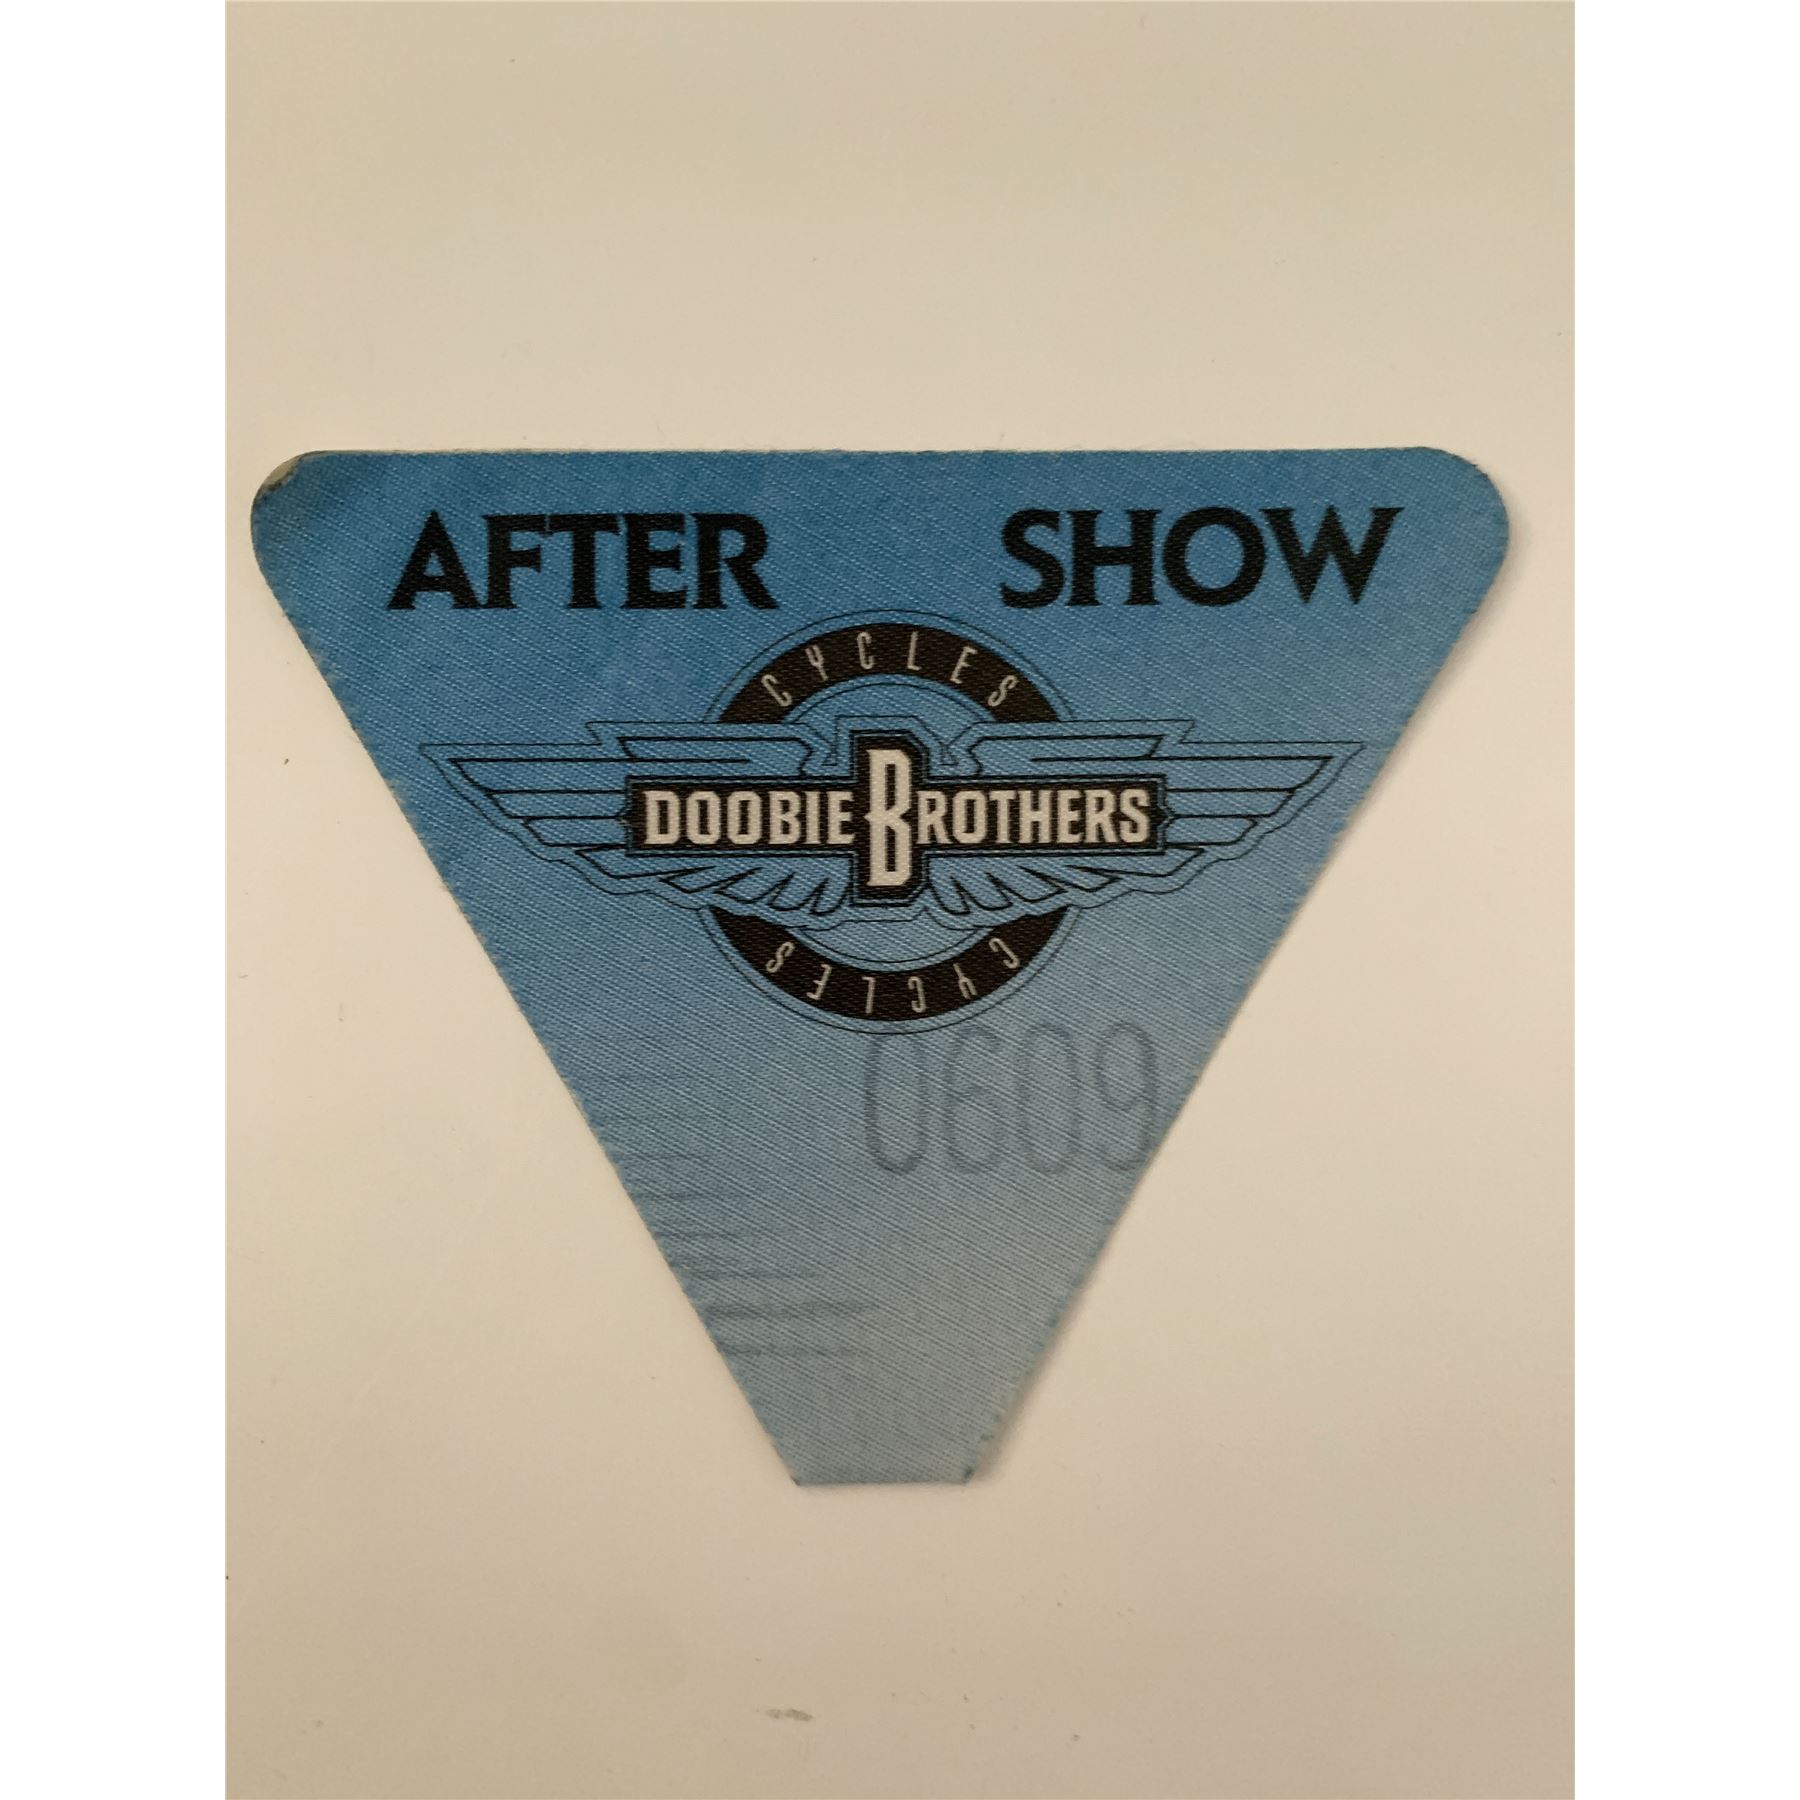 AFTER SHOW
CYCLES
DOOBIE BROTHERS
CYCLES
0609